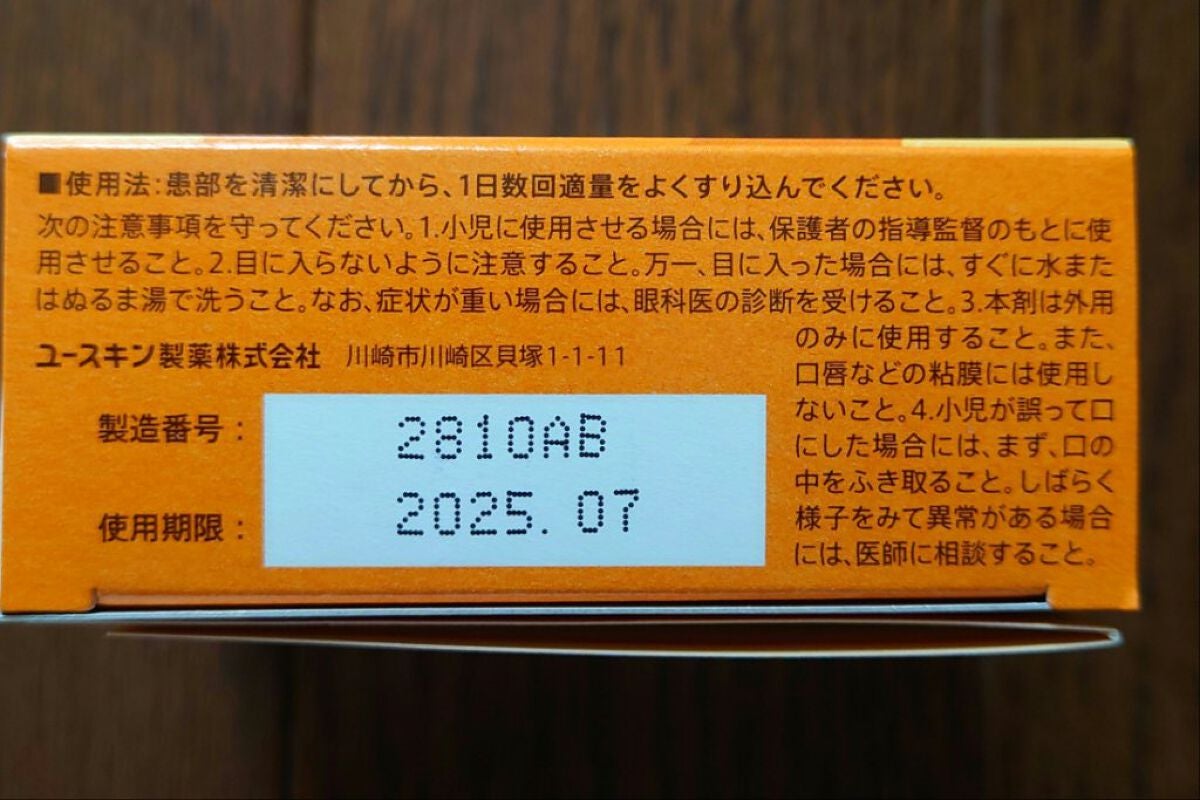 ■使用法:患部を清潔にしてから、1日数回適量をよくすり込んでください。
次の注意事項を守ってください。1.小児に使用させる場合には、保護者の指導監督のもとに使
用させること。2.目に入らないように注意すること。万一、目に入った場合には、すぐに水また
はぬるま湯で洗うこと。なお、症状が重い場合には、眼科医の診断を受けること。3.本剤は外用
のみに使用すること。また、
口唇などの粘膜には使用し
ないこと。4.小児が誤って口
にした場合には、まず、口の
中をふき取ること。しばらく
様子をみて異常がある場合
には、医師に相談すること。
ユースキン製薬株式会社 川崎市川崎区貝塚1-1-11
製造番号: 2810AB
使用期限: 2025.07